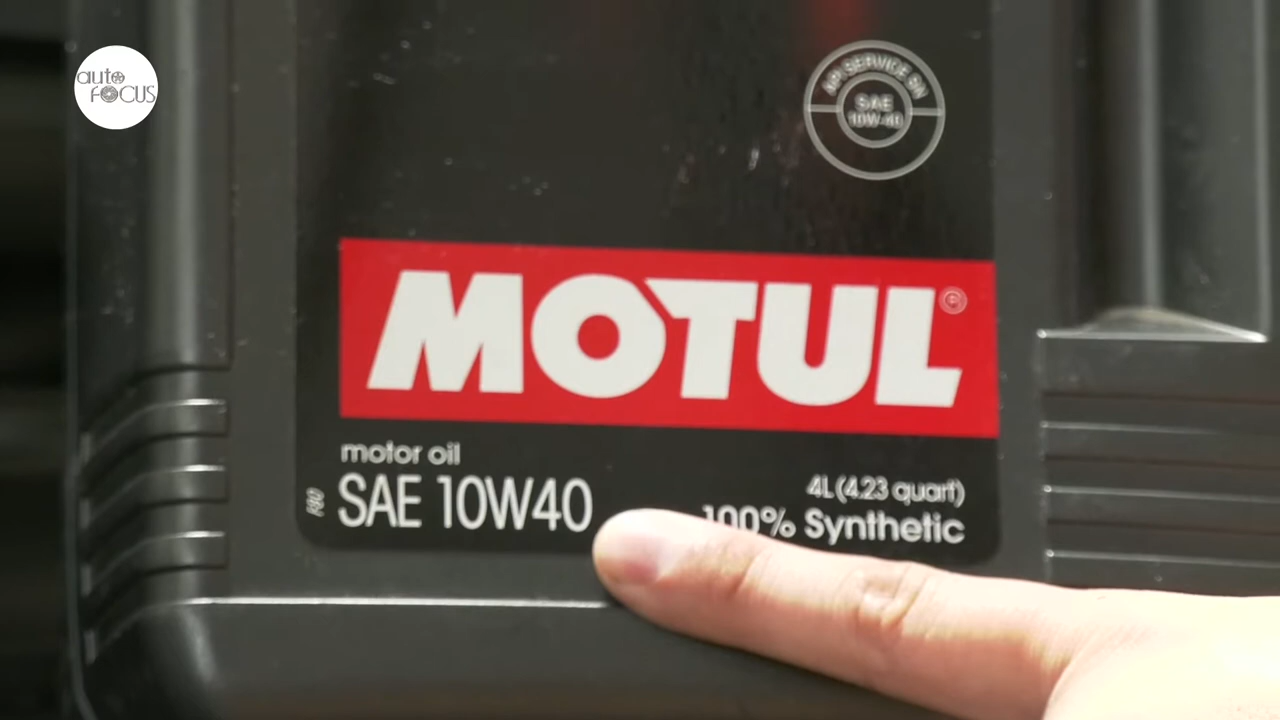 auto
FOCUS
API SERVICE SN
SAE
10W-40
MOTUL®
motor oil
SAE 10W40
4L (4.23 quart)
100% Synthetic